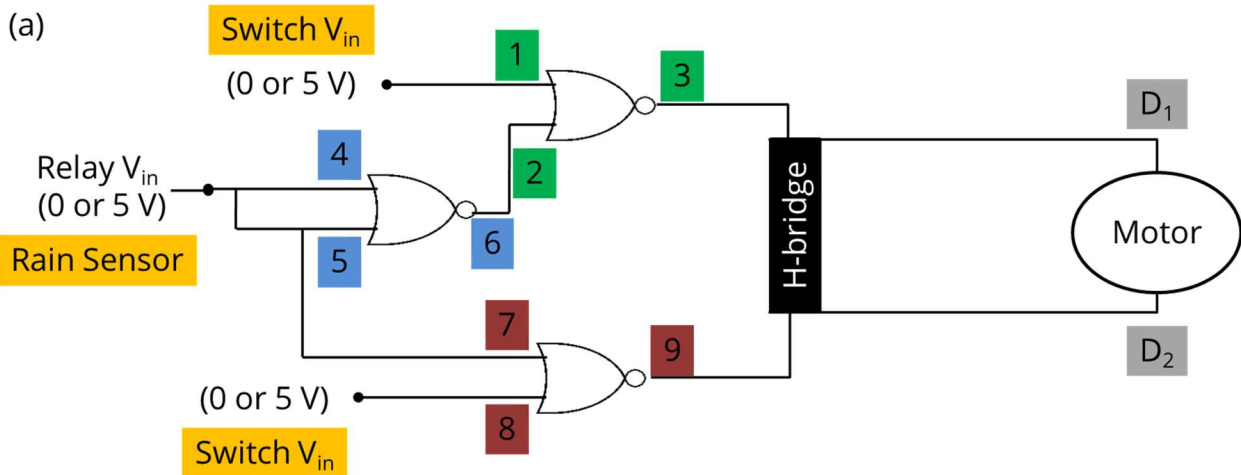 (a)
Switch Vin
(0 or 5 V)
1
3
D1
2
4
Relay Vin
(0 or 5 V)
Rain Sensor
5
6
H-bridge
Motor
7
9
D2
(0 or 5 V)
8
Switch Vin